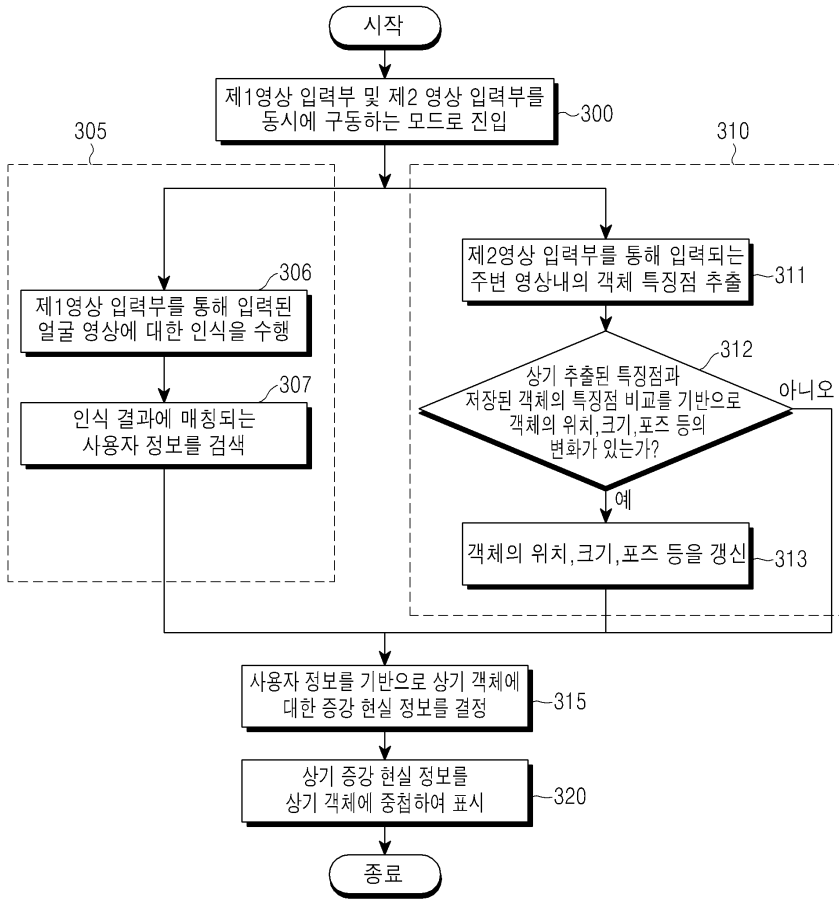 시작
제1영상 입력부 및 제2 영상 입력부를
동시에 구동하는 모드로 진입
300
305
310
306
제1영상 입력부를 통해 입력된
얼굴 영상에 대한 인식을 수행
307
인식 결과에 매칭되는
사용자 정보를 검색
제2영상 입력부를 통해 입력되는
주변 영상내의 객체 특징점 추출
311
312
상기 추출된 특징점과
저장된 객체의 특징점 비교를 기반으로
객체의 위치,크기,포즈 등의
변화가 있는가?
아니오
예
객체의 위치,크기,포즈 등을 갱신
313
사용자 정보를 기반으로 상기 객체에
대한 증강 현실 정보를 결정
315
상기 증강 현실 정보를
상기 객체에 중첩하여 표시
320
종료